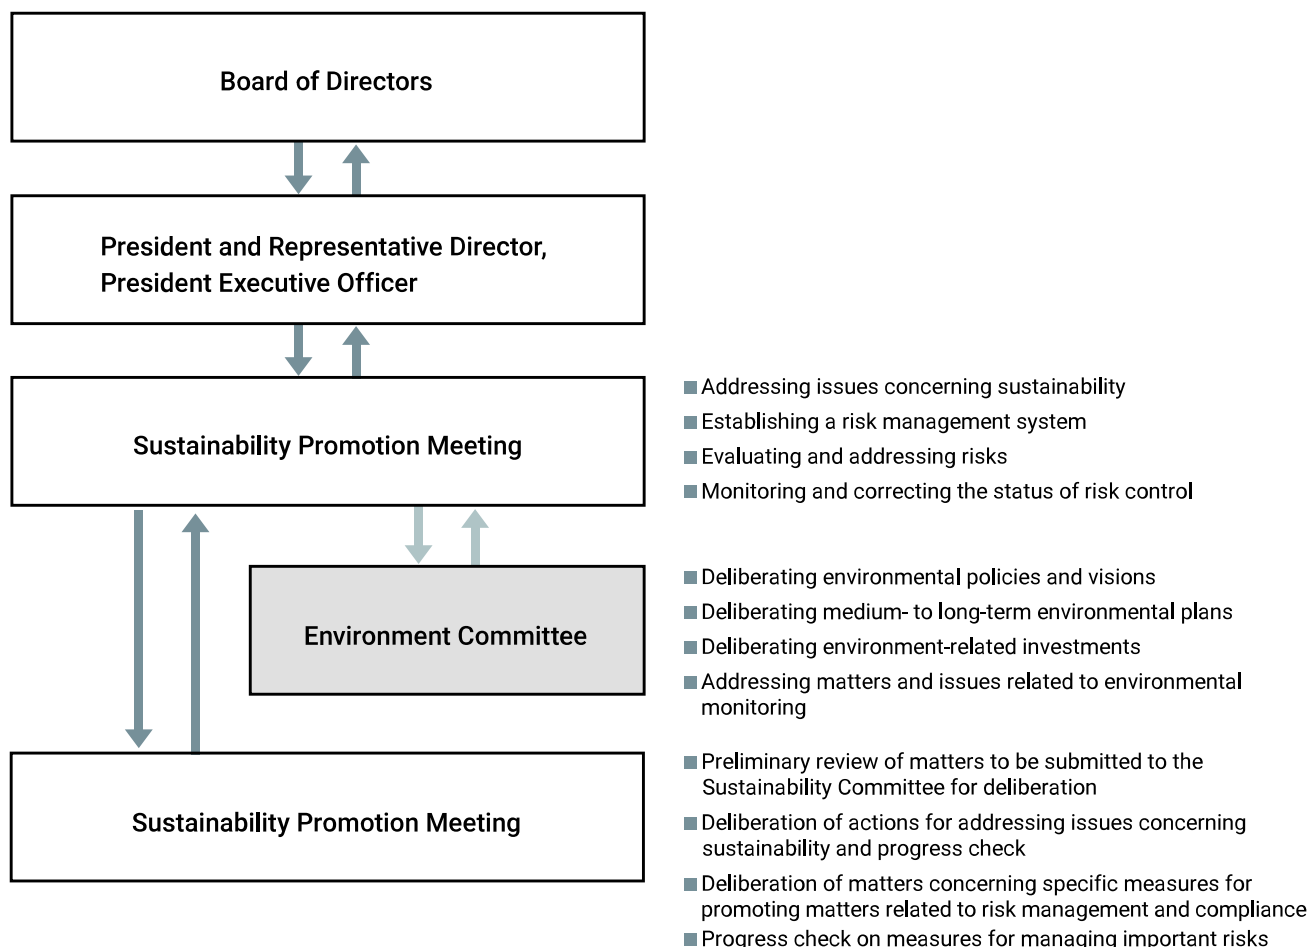 Board of Directors
President and Representative Director,
President Executive Officer
Sustainability Promotion Meeting
Addressing issues concerning sustainability
Establishing a risk management system
Evaluating and addressing risks
Monitoring and correcting the status of risk control
Environment Committee
Deliberating environmental policies and visions
Deliberating medium- to long-term environmental plans
Deliberating environment-related investments
Addressing matters and issues related to environmental
monitoring
Sustainability Promotion Meeting
Preliminary review of matters to be submitted to the
Sustainability Committee for deliberation
Deliberation of actions for addressing issues concerning
sustainability and progress check
Deliberation of matters concerning specific measures for
promoting matters related to risk management and compliance
Progress check on measures for managing important risks